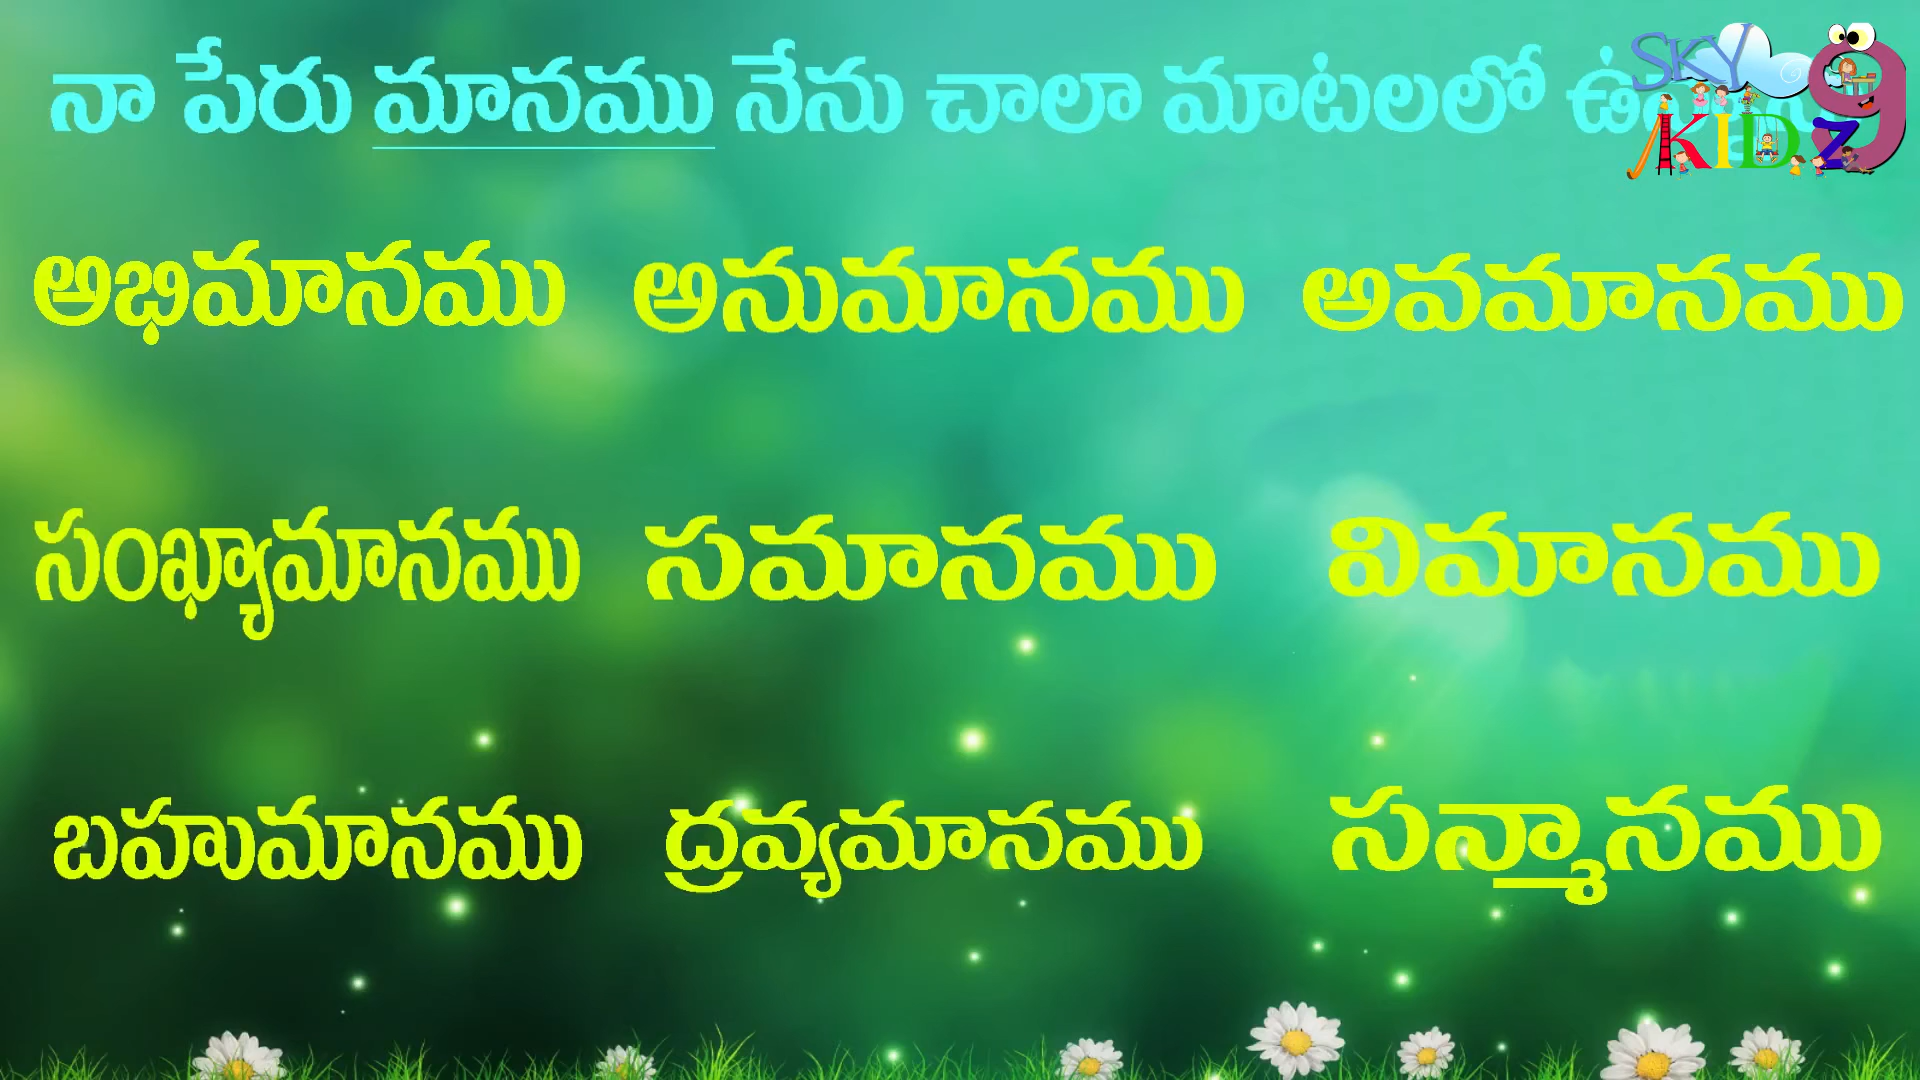 నా పేరు మానము నేను చాలా మాటలలో
SKY 9
KIDZ
అభిమానము అనుమానము అవమానము
సంఖ్యామానము సమానము విమానము
బహుమానము ద్రవ్యమానము సన్మానము